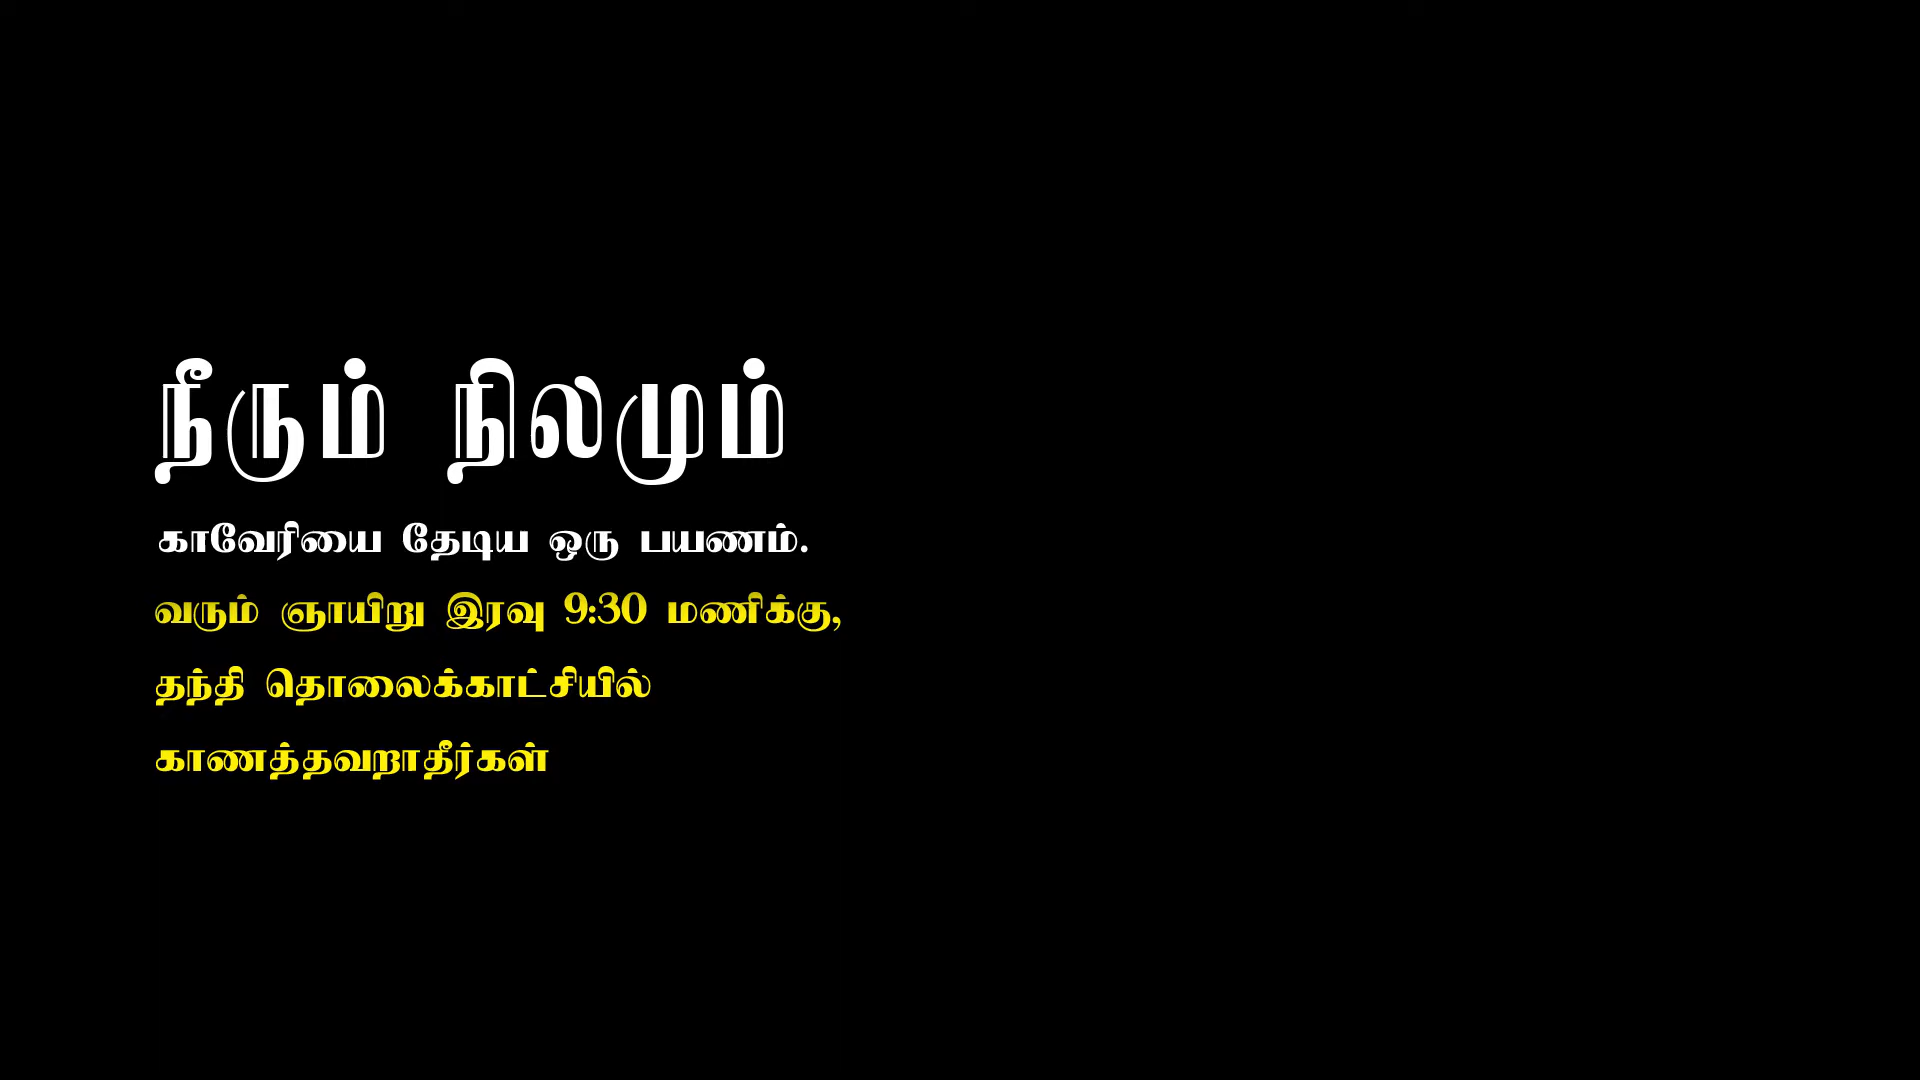 நீரும் நிலமும்
காவேரியை தேடிய ஒரு பயணம்.
வரும் ஞாயிறு இரவு 9:30 மணிக்கு,
தந்தி தொலைக்காட்சியில்
காணத்தவறாதீர்கள்